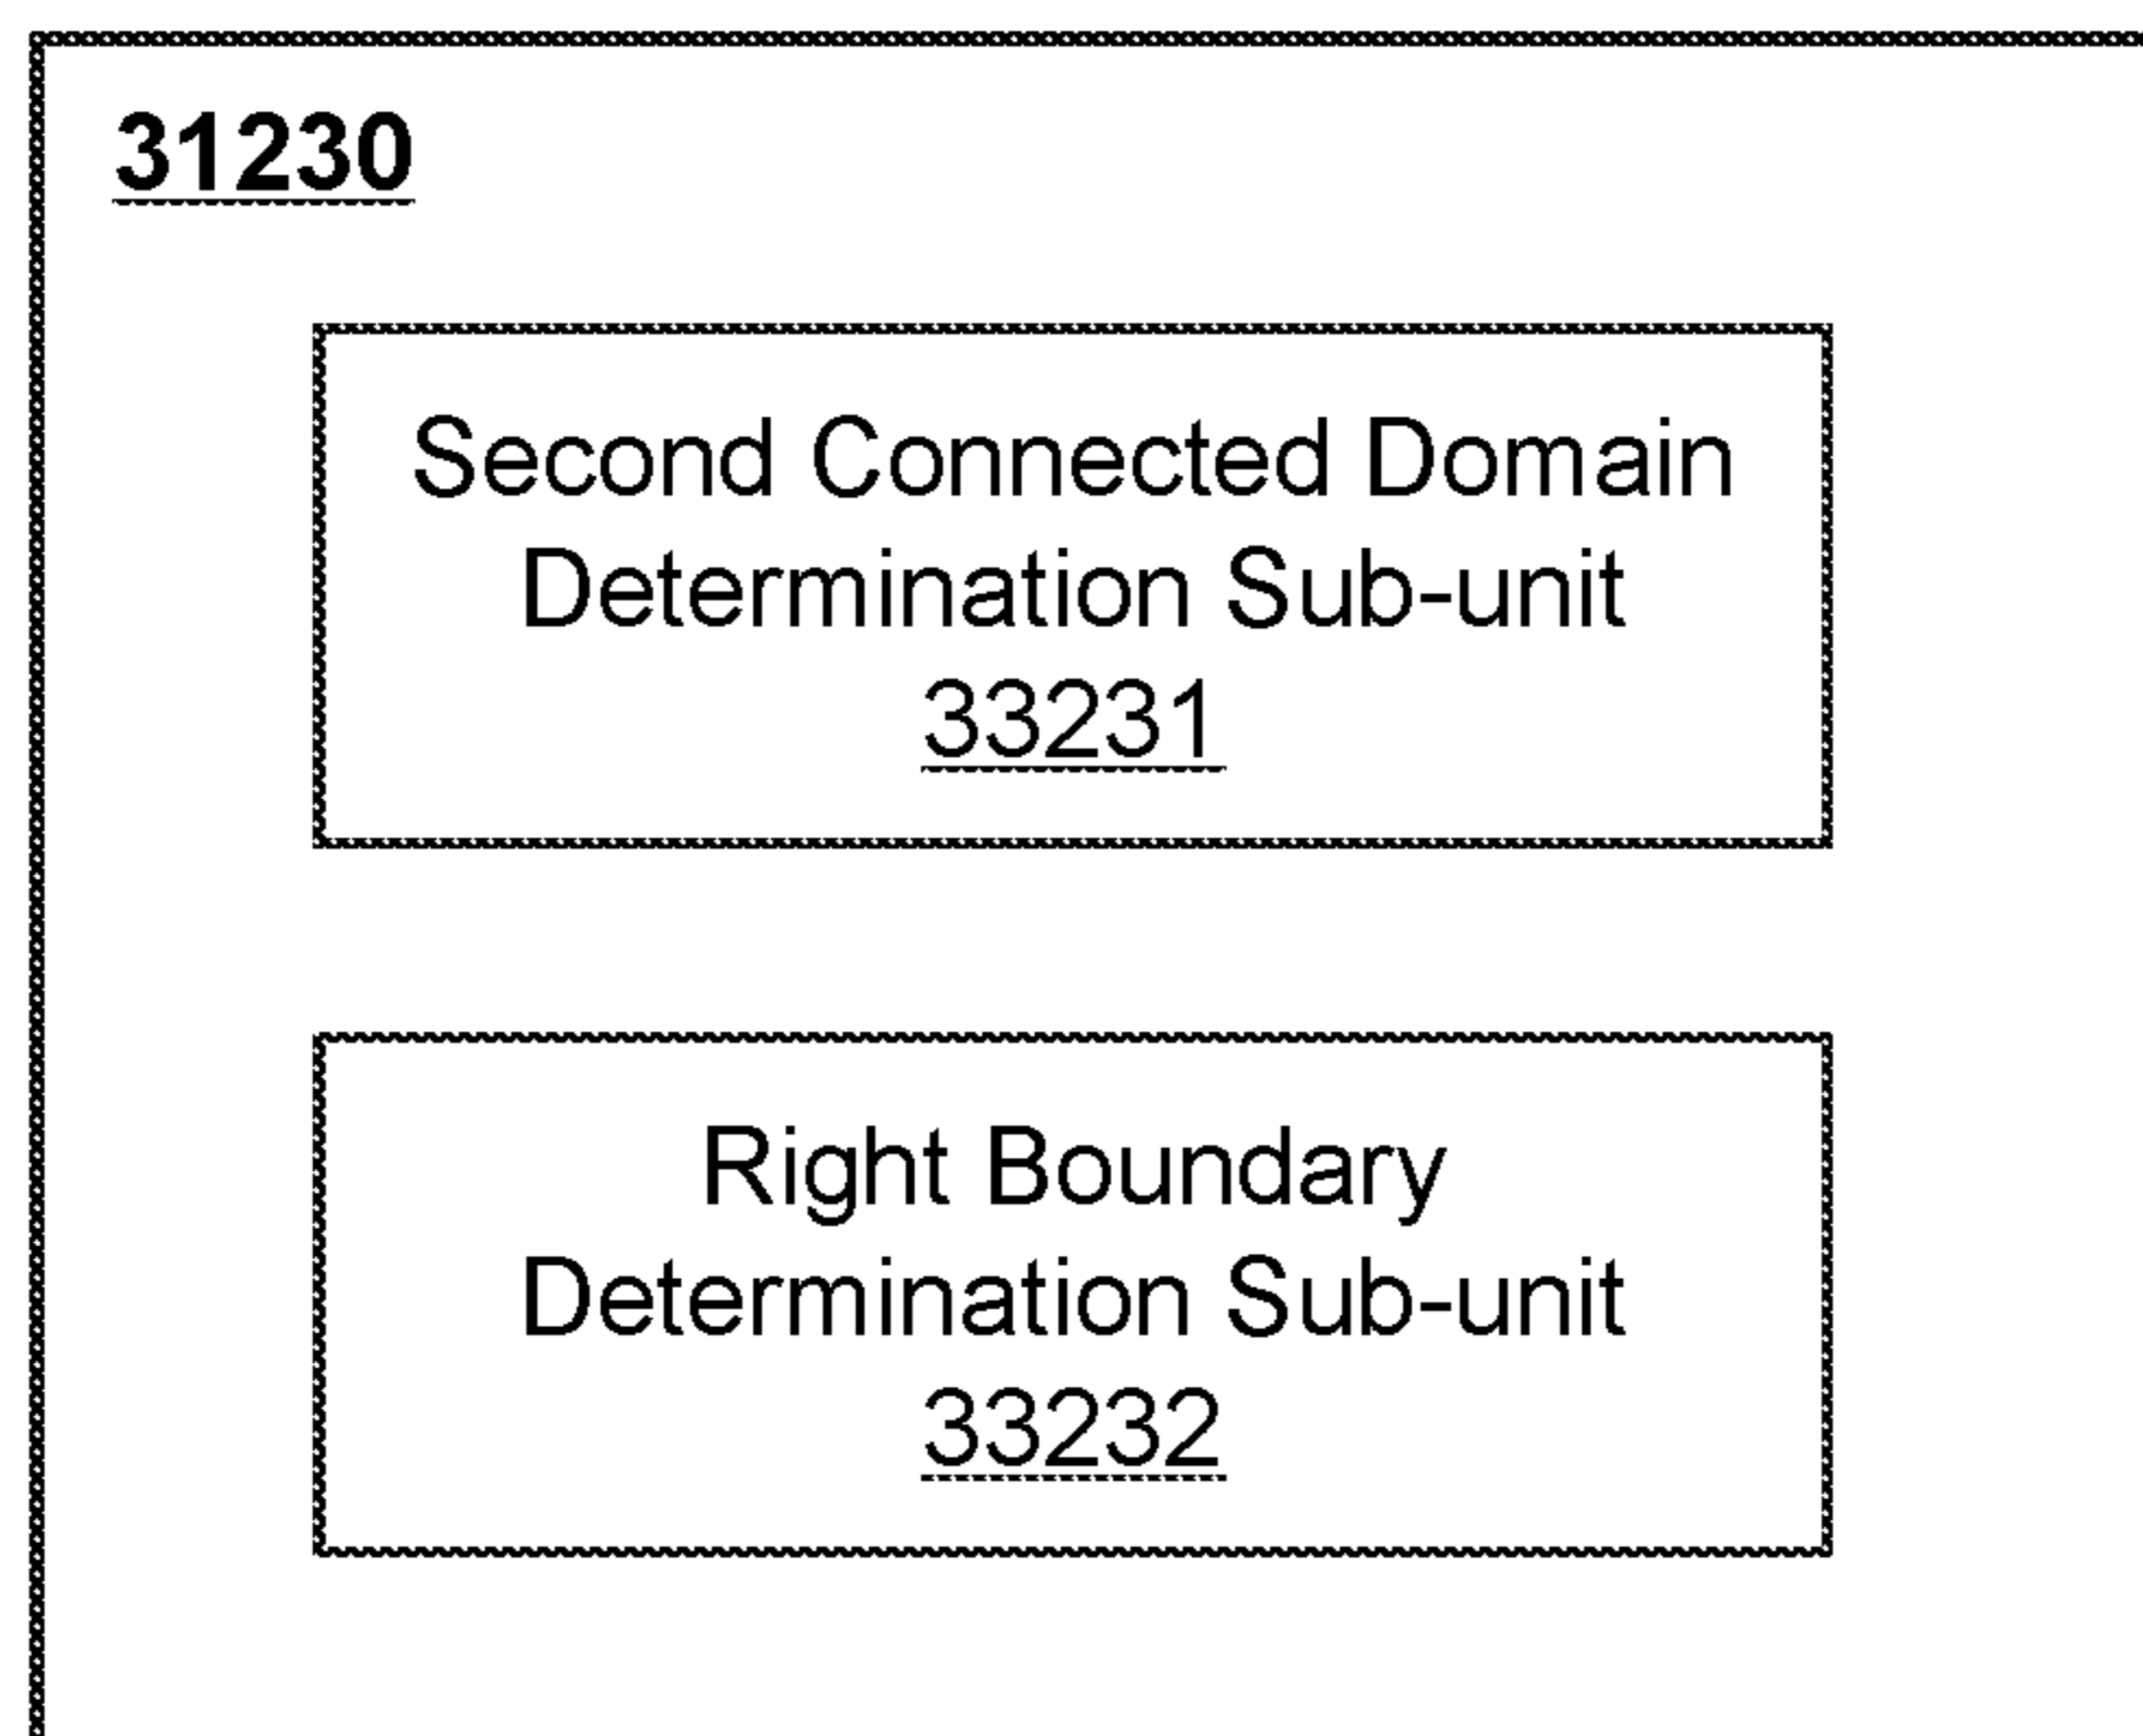 31230
Second Connected Domain
Determination Sub-unit
33231
Right Boundary
Determination Sub-unit
33232